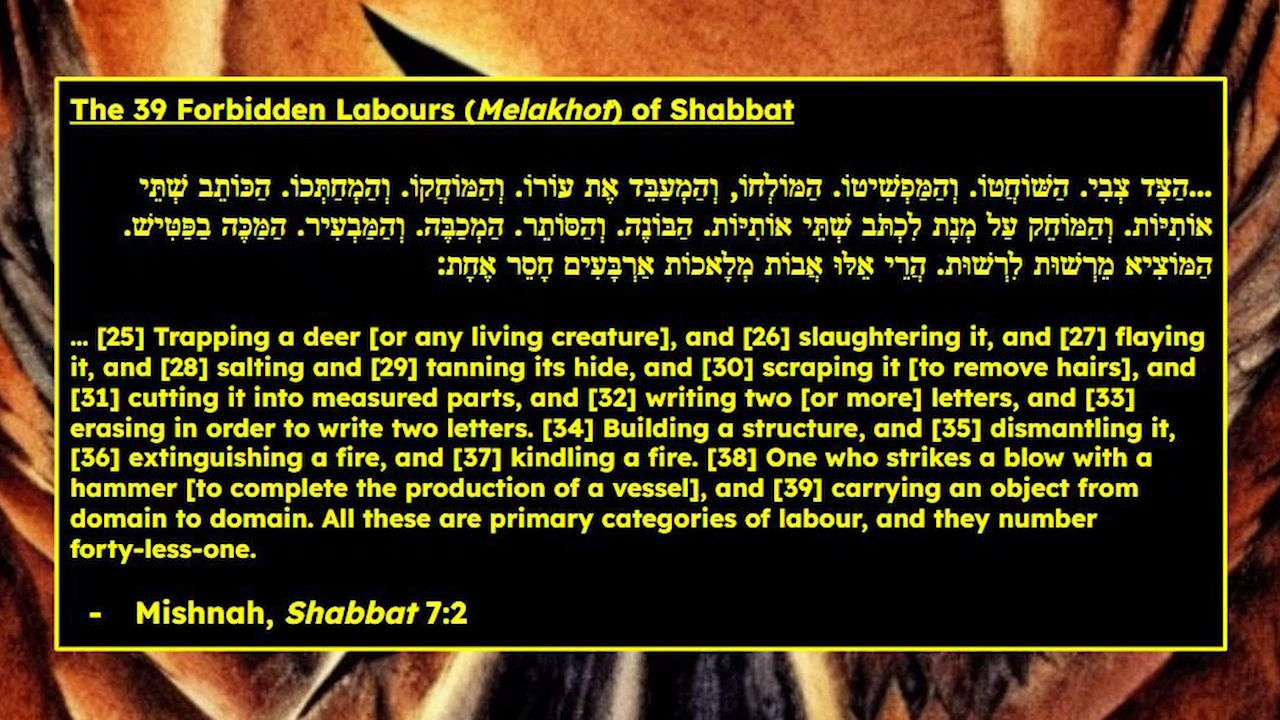 The 39 Forbidden Labours (Melakhot) of Shabbat
...הַצָּד צְבִי. הַשּׁוֹחֲטוֹ. וְהַמַּפְשִׁיטוֹ. הַמּוֹלְחוֹ, וְהַמְעַבֵּד אֶת עוֹרוֹ. וְהַמּוֹחֲקוֹ. וְהַמְחַתְּכוֹ. הַכּוֹתֵב שְׁתֵּי
אוֹתִיּוֹת. וְהַמּוֹחֵק עַל מְנָת לִכְתֹּב שְׁתֵּי אוֹתִיּוֹת. הַבּוֹנֶה. וְהַסּוֹתֵר. הַמְכַבֶּה. וְהַמַּבְעִיר. הַמַּכֶּה בַפַּטִּישׁ.
הַמּוֹצִיא מֵרְשׁוּת לִרְשׁוּת. הֲרֵי אֵלּוּ אֲבוֹת מְלָאכוֹת אַרְבָּעִים חָסֵר אֶחָת:
... [25] Trapping a deer [or any living creature], and [26] slaughtering it, and [27] flaying
it, and [28] salting and [29] tanning its hide, and [30] scraping it [to remove hairs], and
[31] cutting it into measured parts, and [32] writing two [or more] letters, and [33]
erasing in order to write two letters. [34] Building a structure, and [35] dismantling it,
[36] extinguishing a fire, and [37] kindling a fire. [38] One who strikes a blow with a
hammer [to complete the production of a vessel], and [39] carrying an object from
domain to domain. All these are primary categories of labour, and they number
forty-less-one.
- Mishnah, Shabbat 7:2